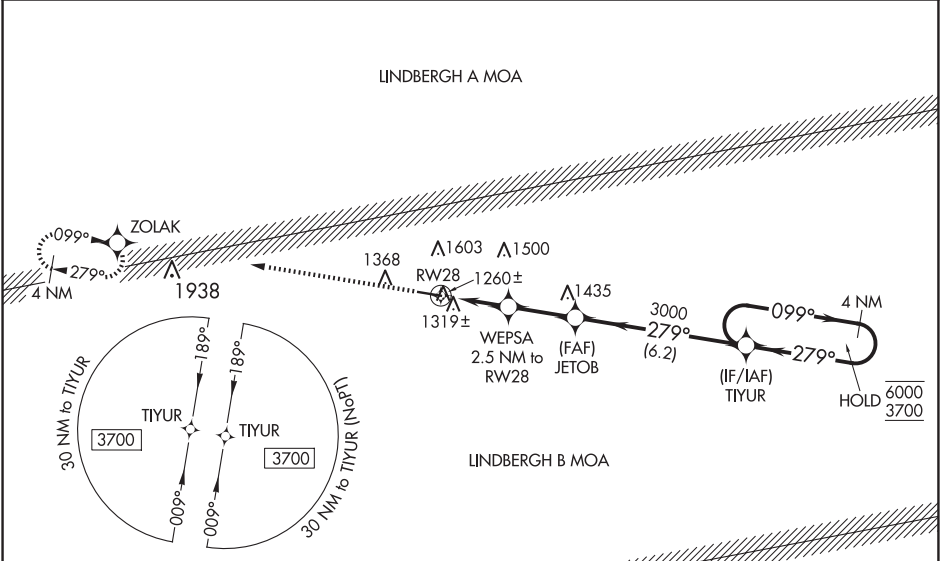 LINDBERGH A MOA
ZOLAK
099°
279°
4 NM
1938
1368
1603
1500
RW28
1260±
1435
1319±
WEPSA
2.5 NM to
RW28
(FAF)
JETOB
3000
279°
(6.2)
(IF/IAF)
TIYUR
099°
4 NM
279°
HOLD
6000
3700
30 NM to TIYUR
189°
TIYUR
3700
009°
189°
TIYUR
3700
009°
30 NM to TIYUR (NoPT)
LINDBERGH B MOA